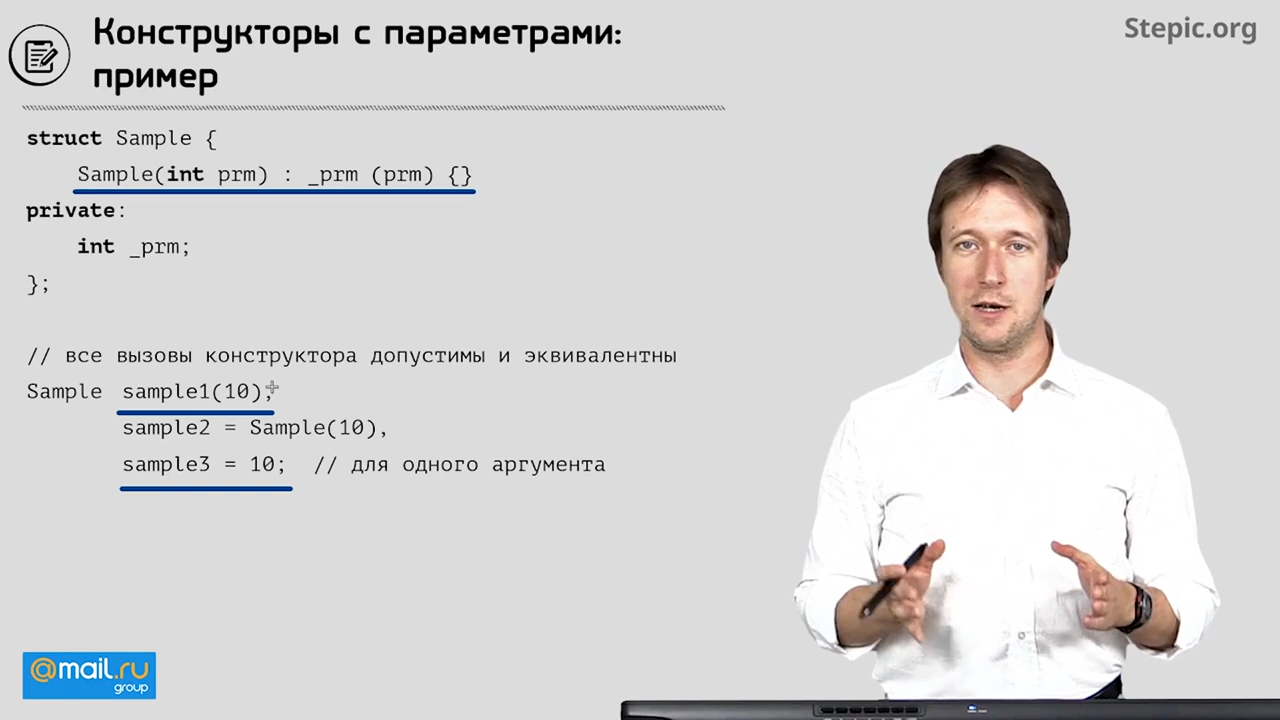 Конструкторы с параметрами:
пример
Stepic.org
struct Sample {
Sample(int prm) : _prm (prm) {}
private:
int _prm;
};
// все вызовы конструктора допустимы и эквивалентны
Sample sample1(10),
sample2 = Sample(10),
sample3 = 10; // для одного аргумента
@mail.ru
group